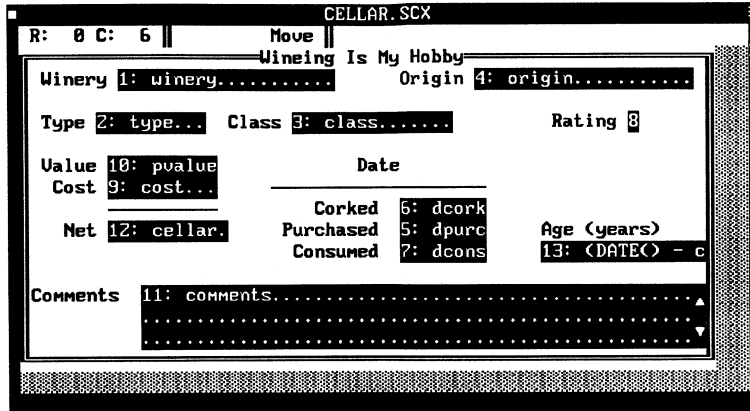 CELLAR.SCX
R: 0 C: 6 Move
Wineing Is My Hobby
Winery 1: winery........... Origin 4: origin...........
Type 2: type... Class 3: class....... Rating 8
Value 10: pvalue Date
Cost 9: cost...
Corked 6: dcork
Net 12: cellar. Purchased 5: dpurc Age (years)
Consumed 7: dcons 13: (DATE() - c
Comments 11: comments.......................................
...................................................
...................................................